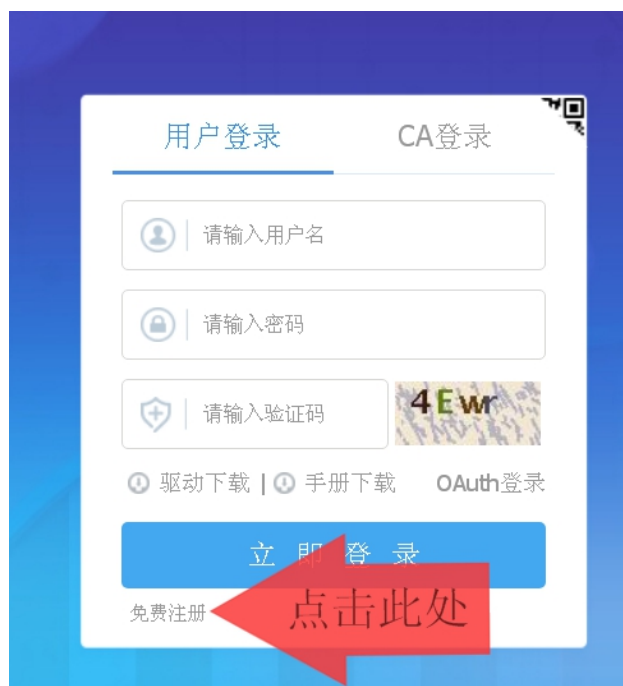 用户登录 CA登录
请输入用户名
请输入密码
请输入验证码 4Ewr
驱动下载 | 手册下载 OAuth登录
立即登录
免费注册 点击此处